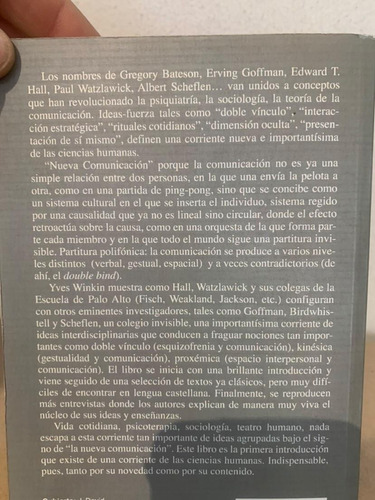 Los nombres de Gregory Bateson, Erving Goffman, Edward T.
Hall, Paul Watzlawick, Albert Scheflen... van unidos a conceptos
que han revolucionado la psiquiatría, la sociología, la teoría de la
comunicación. Ideas-fuerza tales como "doble vínculo", "interac-
ción estratégica", "rituales cotidianos", "dimensión oculta", "presen-
tación de sí mismo", definen una corriente nueva e importantísima
de las ciencias humanas.
"Nueva Comunicación" porque la comunicación no es ya una
simple relación entre dos personas, en la que una envía la pelota a
otra, como en una partida de ping-pong, sino que se concibe como
un sistema cultural en el que se inserta el individuo, sistema regido
por una causalidad que ya no es lineal sino circular, donde el efecto
retroactúa sobre la causa, como en una orquesta de la que forma par-
te cada miembro y en la que todo el mundo sigue una partitura invi-
sible. Partitura polifónica: la comunicación se produce a varios nive-
les distintos (verbal, gestual, espacial) y a veces contradictorios (de
ahí, el double bind).
Yves Winkin muestra como Hall, Watzlawick y sus colegas de la
Escuela de Palo Alto (Fisch, Weakland, Jackson, etc.) configuran
con otros eminentes investigadores, tales como Goffman, Birdwhis-
tell y Scheflen, un colegio invisible, una importantísima corriente de
ideas interdisciplinarias que conducen a fraguar nociones tan impor-
tantes como doble vínculo (esquizofrenia y comunicación), kinésica
(gestualidad y comunicación), proxémica (espacio interpersonal y
comunicación). El libro se inicia con una brillante introducción y
viene seguido de una selección de textos ya clásicos, pero muy difí-
ciles de encontrar en lengua castellana. Finalmente, se reproducen
más entrevistas donde los autores explican de manera muy viva el
núcleo de sus ideas y enseñanzas.
Vida cotidiana, psicoterapia, sociología, teatro humano, nada
escapa a esta corriente tan importante de ideas agrupadas bajo el sig-
no de "la nueva comunicación". Este libro es la primera introducción
que existe de una corriente de las ciencias humanas. Indispensable,
pues, tanto por su novedad como por su contenido.